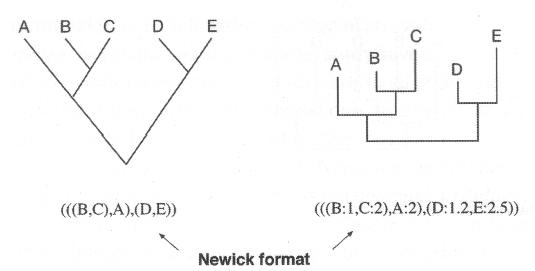 A B C D E
A B C D E
(((B,C),A),(D,E))
(((B:1,C:2),A:2),(D:1.2,E:2.5))
Newick format